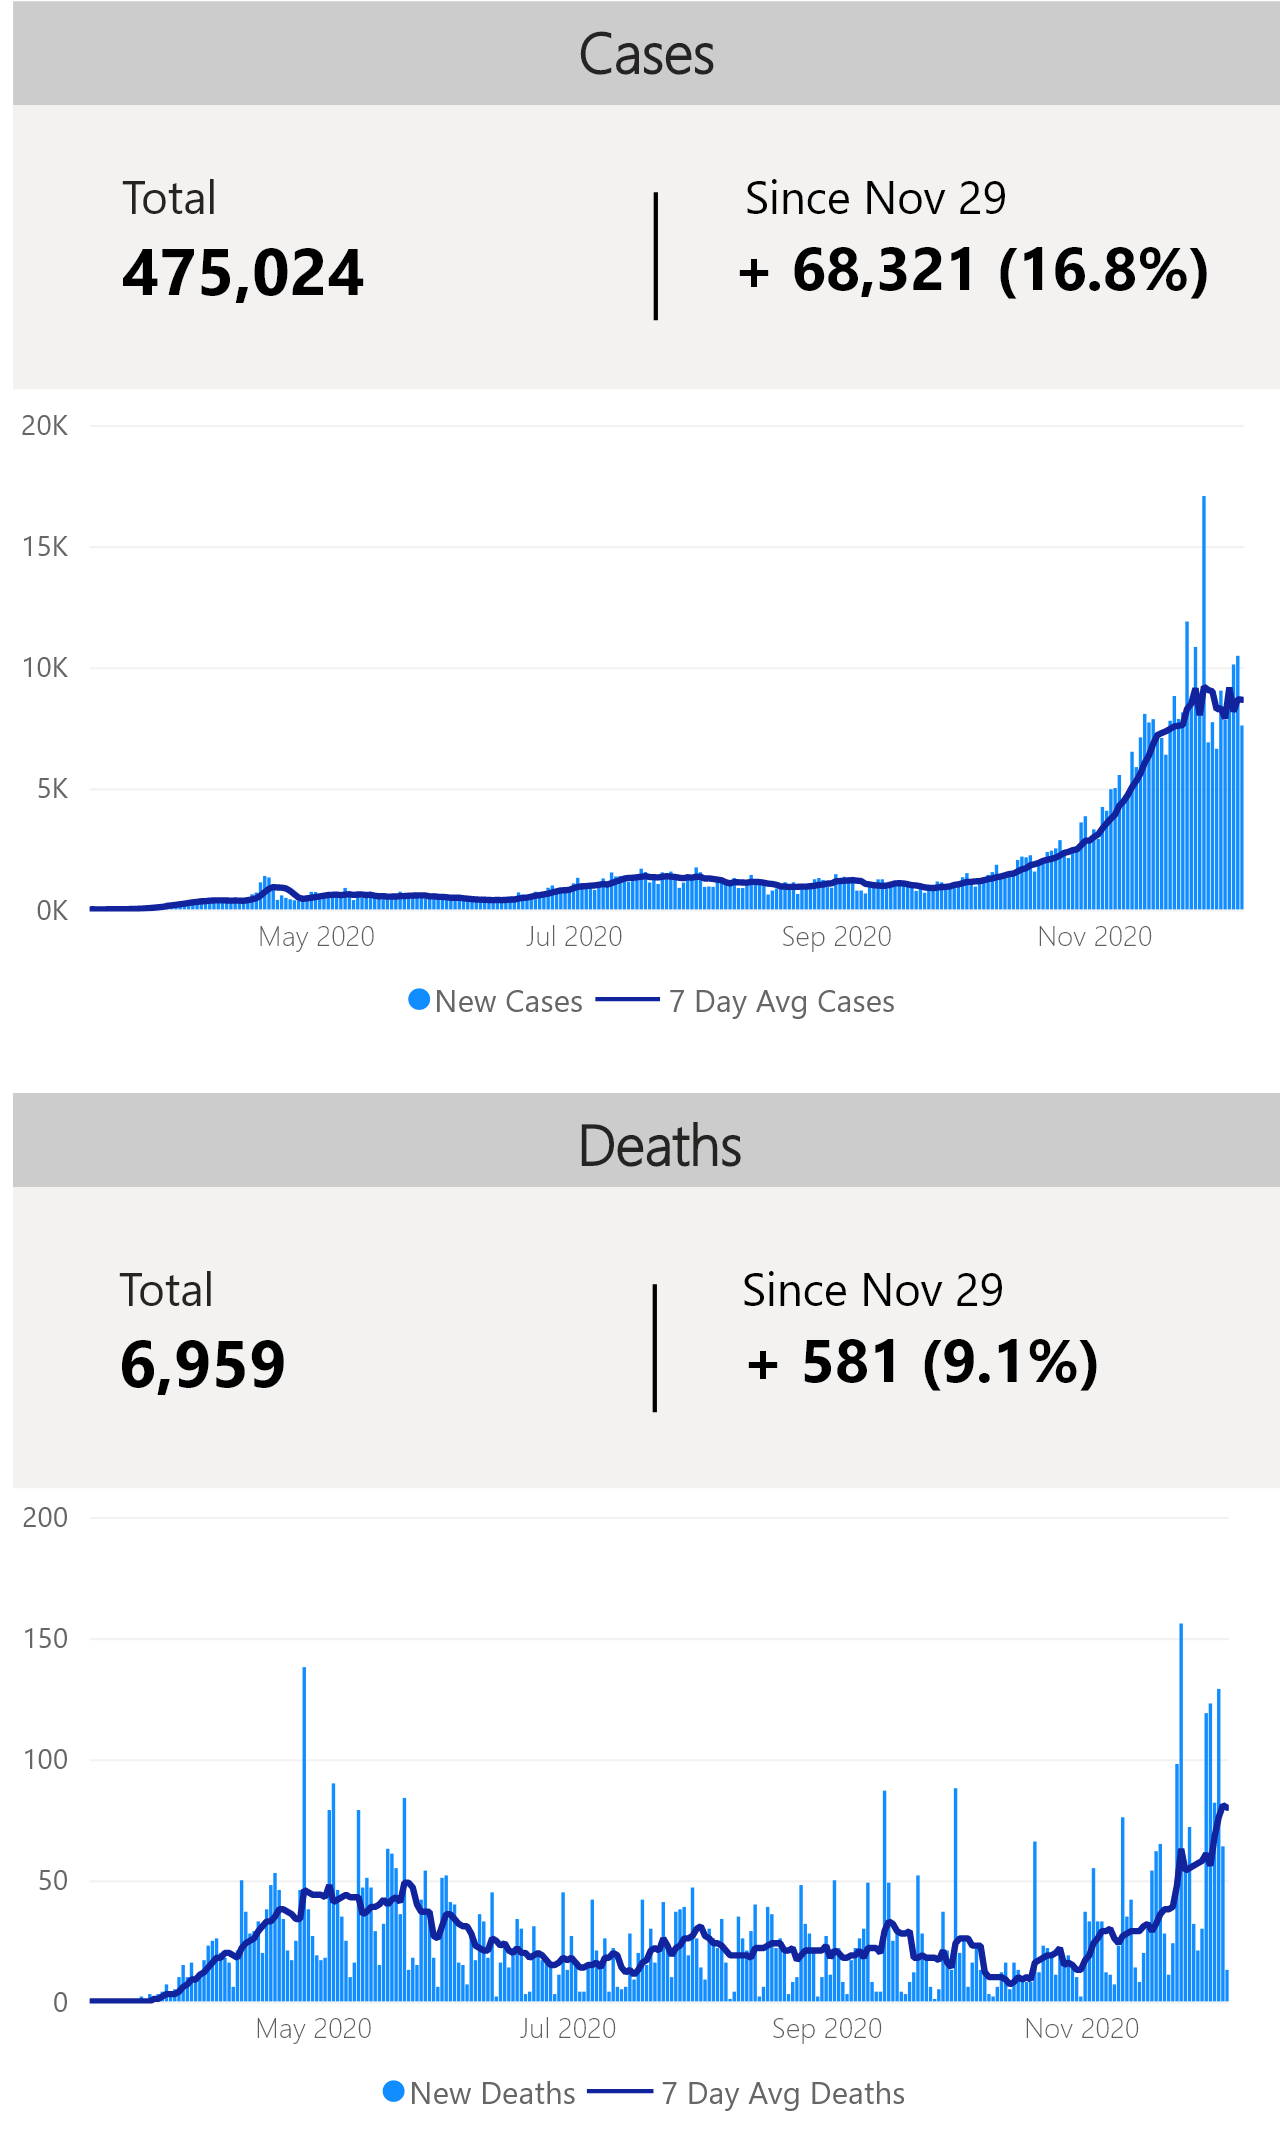 Cases
Total
475,024
Since Nov 29
+ 68,321 (16.8%)
20K
15K
10K
5K
0K
May 2020 Jul 2020 Sep 2020 Nov 2020
New Cases 7 Day Avg Cases
Deaths
Total
6,959
Since Nov 29
+ 581 (9.1%)
200
150
100
50
0
May 2020 Jul 2020 Sep 2020 Nov 2020
New Deaths 7 Day Avg Deaths